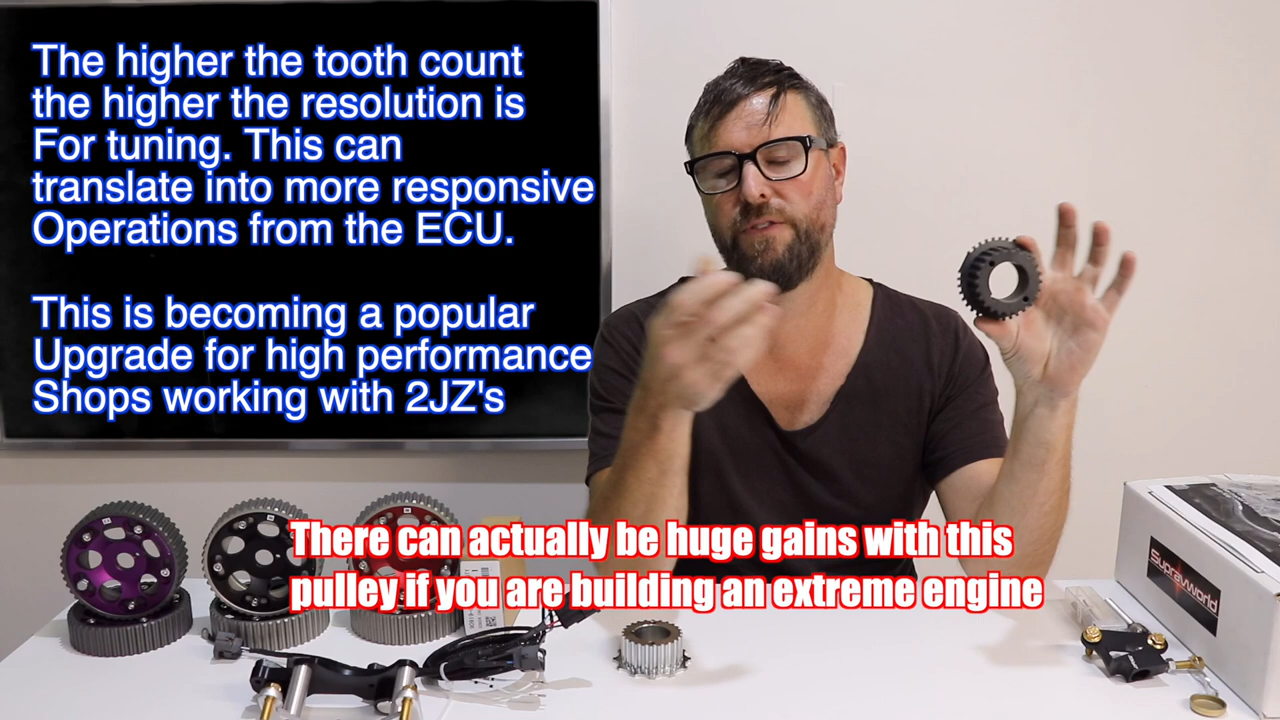 The higher the tooth count
the higher the resolution is
For tuning. This can
translate into more responsive
Operations from the ECU.
This is becoming a popular
Upgrade for high performance
Shops working with 2JZ's
There can actually be huge gains with this
pulley if you are building an extreme engine
SupraWorld